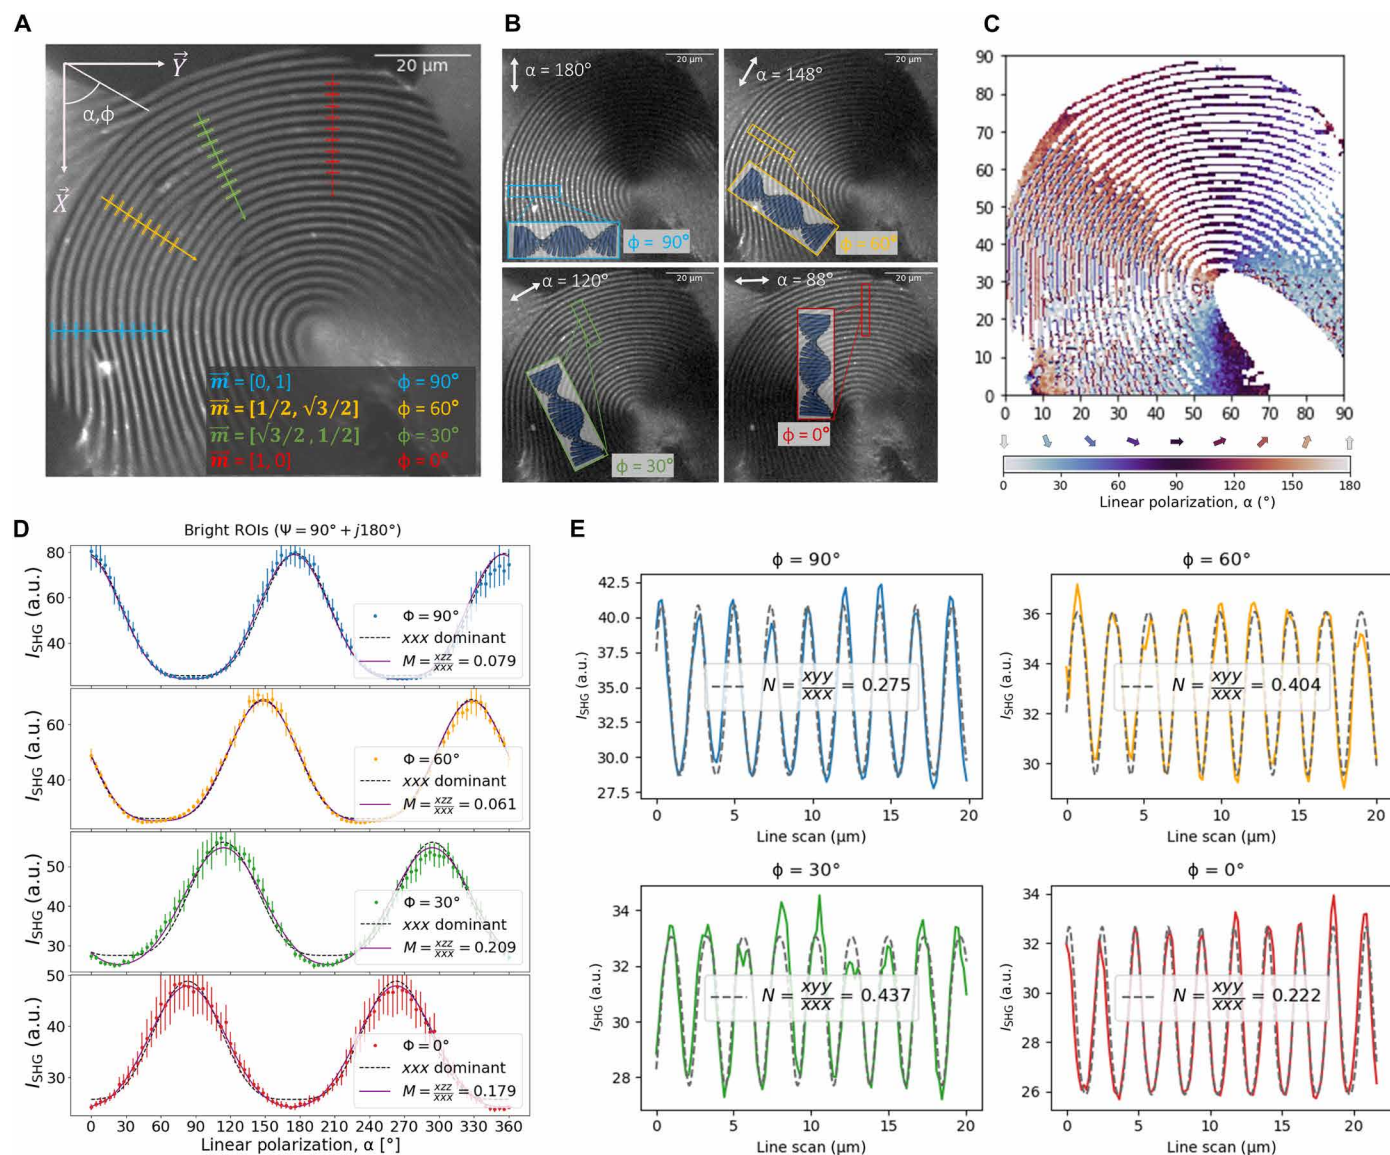 A
20 μm
Y
α,ϕ
X
m = [0, 1] ϕ = 90°
m = [1/2, √3/2] ϕ = 60°
m = [√3/2 , 1/2] ϕ = 30°
m = [1, 0] ϕ = 0°
B
20 μm
α = 180°
ϕ = 90°
20 μm
α = 148°
ϕ = 60°
20 μm
α = 120°
ϕ = 30°
20 μm
α = 88°
ϕ = 0°
C
90
80
70
60
50
40
30
20
10
0
0 10 20 30 40 50 60 70 80 90
0 30 60 90 120 150 180
Linear polarization, α (°)
D
Bright ROIs (Ψ = 90° + j180°)
80
60
40
I_SHG (a.u.)
Φ = 90°
xxx dominant
M = xzz/xxx = 0.079
60
40
I_SHG (a.u.)
Φ = 60°
xxx dominant
M = xzz/xxx = 0.061
50
40
30
I_SHG (a.u.)
Φ = 30°
xxx dominant
M = xzz/xxx = 0.209
50
40
30
I_SHG (a.u.)
Φ = 0°
xxx dominant
M = xzz/xxx = 0.179
0 30 60 90 120 150 180 210 240 270 300 330 360
Linear polarization, α [°]
E
ϕ = 90°
42.5
40.0
37.5
35.0
32.5
30.0
27.5
I_SHG (a.u.)
N = xyy/xxx = 0.275
0 5 10 15 20
Line scan (μm)
ϕ = 60°
36
34
32
30
I_SHG (a.u.)
N = xyy/xxx = 0.404
0 5 10 15 20
Line scan (μm)
ϕ = 30°
34
32
30
28
I_SHG (a.u.)
N = xyy/xxx = 0.437
0 5 10 15 20
Line scan (μm)
ϕ = 0°
34
32
30
28
26
I_SHG (a.u.)
N = xyy/xxx = 0.222
0 5 10 15 20
Line scan (μm)